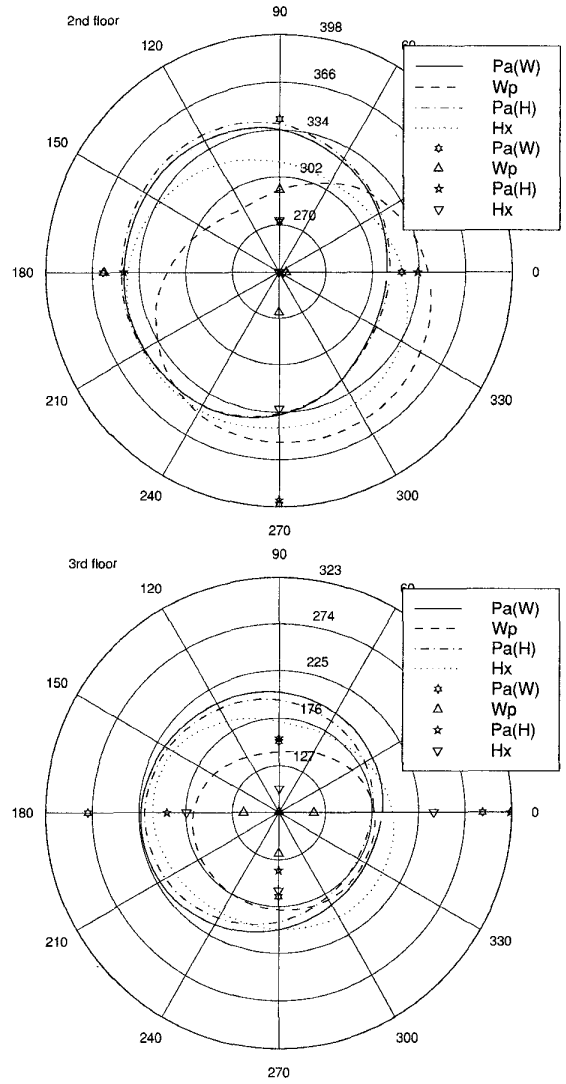 2nd floor
90
398
120
60
366
Pa(W)
Wp
Pa(H)
Hx
Pa(W)
Wp
Pa(H)
Hx
334
150
302
270
180
0
210
330
240
300
270
3rd floor
90
323
120
60
274
Pa(W)
Wp
Pa(H)
Hx
Pa(W)
Wp
Pa(H)
Hx
225
150
176
127
180
0
210
330
240
300
270